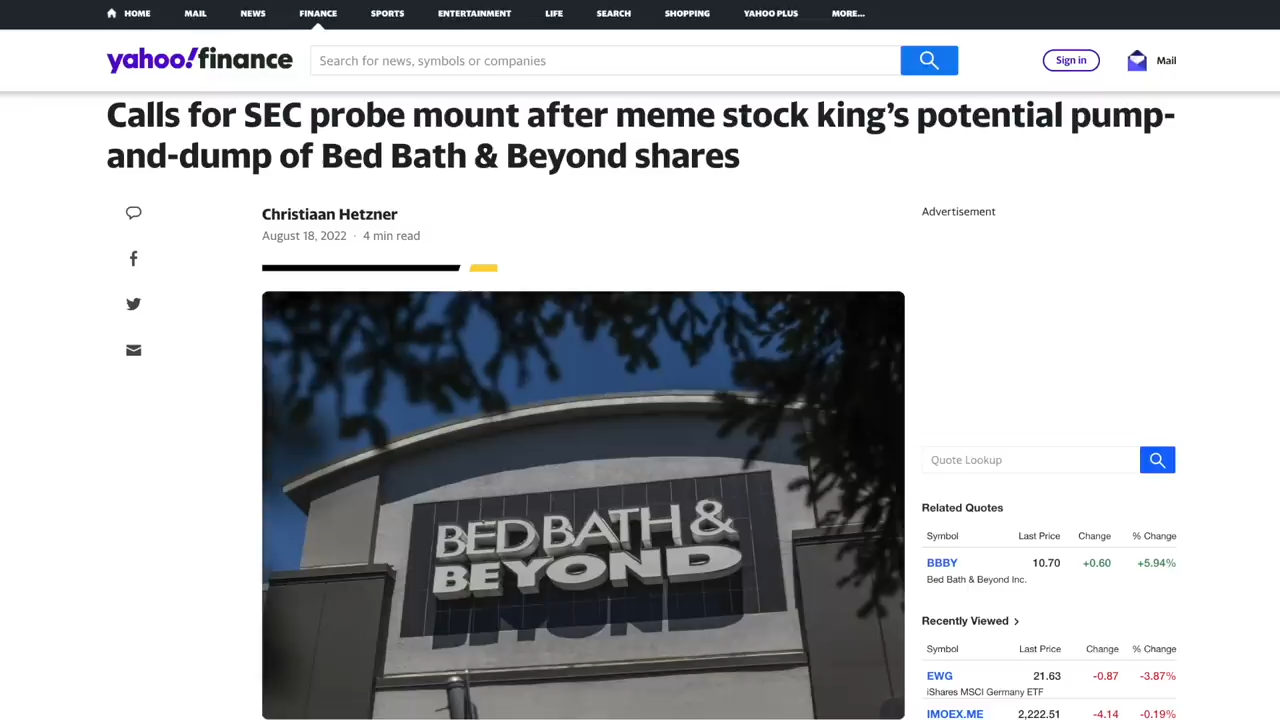 HOME MAIL NEWS FINANCE SPORTS ENTERTAINMENT LIFE SEARCH SHOPPING YAHOO PLUS MORE...
yahoo!finance
Search for news, symbols or companies
Sign in
Mail
Calls for SEC probe mount after meme stock king’s potential pump-
and-dump of Bed Bath & Beyond shares
Christiaan Hetzner
August 18, 2022 · 4 min read
Advertisement
BED BATH &
BEYOND
Quote Lookup
Related Quotes
Symbol Last Price Change % Change
BBBY 10.70 +0.60 +5.94%
Bed Bath & Beyond Inc.
Recently Viewed >
Symbol Last Price Change % Change
EWG 21.63 -0.87 -3.87%
iShares MSCI Germany ETF
IMOEX.ME 2,222.51 -4.14 -0.19%